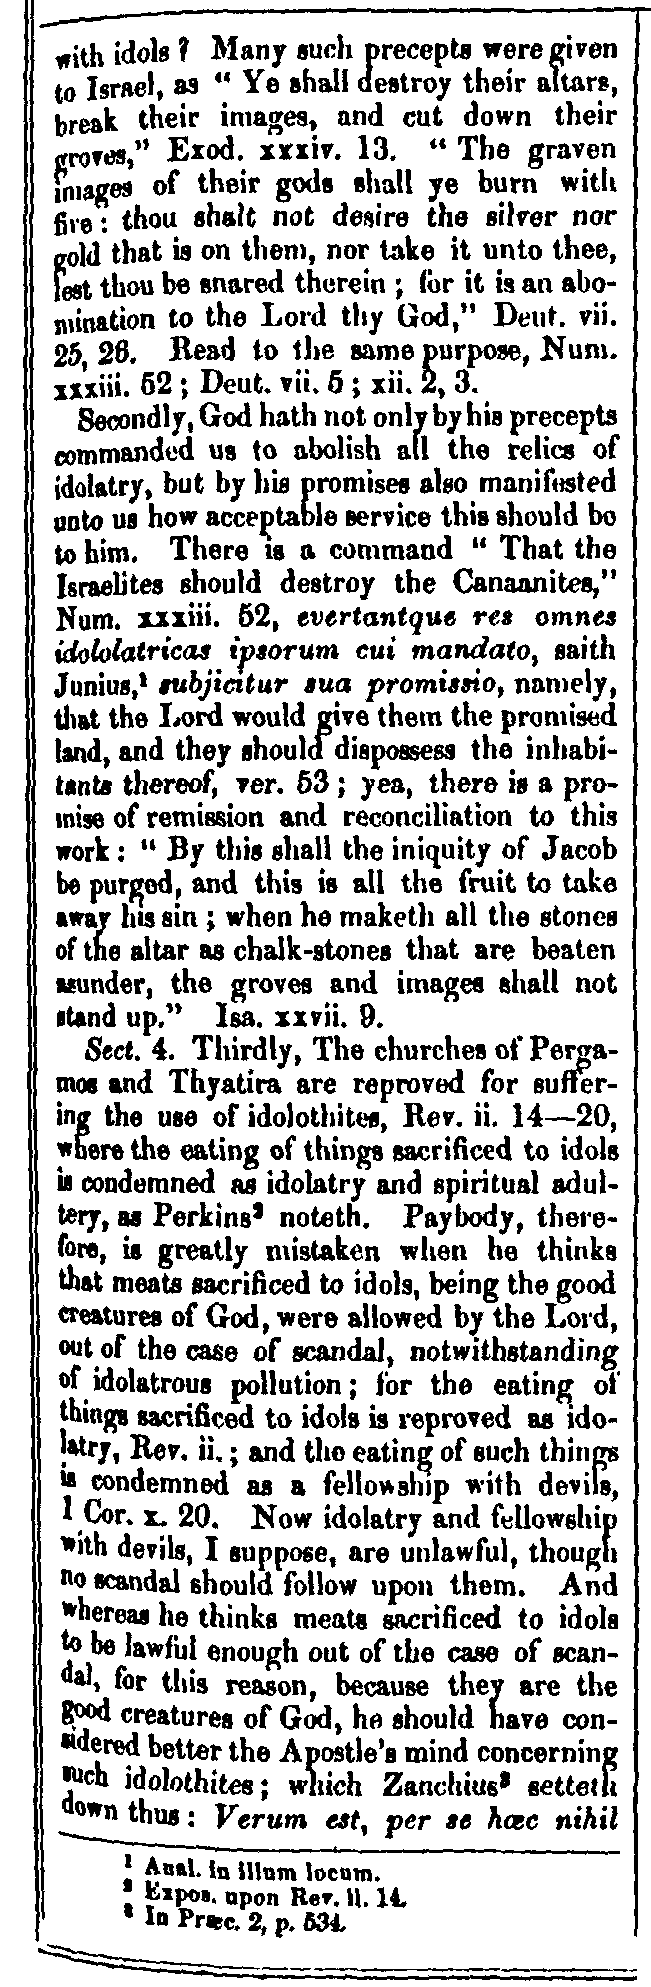 with idols ? Many such precepts were given
to Israel, as “ Ye shall destroy their altars,
break their images, and cut down their
groves,” Exod. xxxiv. 13. “ The graven
images of their gods shall ye burn with
fire : thou shalt not desire the silver nor
gold that is on them, nor take it unto thee,
lest thou be snared therein ; for it is an abo-
mination to the Lord thy God,” Deut. vii.
25, 26. Read to the same purpose, Num.
xxxiii. 52 ; Deut. vii. 5 ; xii. 2, 3.
Secondly, God hath not only by his precepts
commanded us to abolish all the relics of
idolatry, but by his promises also manifested
unto us how acceptable service this should be
to him. There is a command “ That the
Israelites should destroy the Canaanites,”
Num. xxxiii. 52, evertantque res omnes
idololatricas ipsorum cui mandato, saith
Junius,¹ subjicitur sua promissio, namely,
that the Lord would give them the promised
land, and they should dispossess the inhabi-
tants thereof, ver. 53 ; yea, there is a pro-
mise of remission and reconciliation to this
work : “ By this shall the iniquity of Jacob
be purged, and this is all the fruit to take
away his sin ; when he maketh all the stones
of the altar as chalk-stones that are beaten
asunder, the groves and images shall not
stand up.” Isa. xxvii. 9.
Sect. 4. Thirdly, The churches of Perga-
mos and Thyatira are reproved for suffer-
ing the use of idolothites, Rev. ii. 14—20,
where the eating of things sacrificed to idols
is condemned as idolatry and spiritual adul-
tery, as Perkins² noteth. Paybody, there-
fore, is greatly mistaken when he thinks
that meats sacrificed to idols, being the good
creatures of God, were allowed by the Lord,
out of the case of scandal, notwithstanding
of idolatrous pollution ; for the eating of
things sacrificed to idols is reproved as ido-
latry, Rev. ii. ; and the eating of such things
is condemned as a fellowship with devils,
1 Cor. x. 20. Now idolatry and fellowship
with devils, I suppose, are unlawful, though
no scandal should follow upon them. And
whereas he thinks meats sacrificed to idols
to be lawful enough out of the case of scan-
dal, for this reason, because they are the
good creatures of God, he should have con-
sidered better the Apostle’s mind concerning
such idolothites ; which Zanchius³ setteth
down thus : Verum est, per se hæc nihil
¹ Anal. in illum locum.
² Expos. upon Rev. ii. 14.
³ In Præc. 2, p. 534.